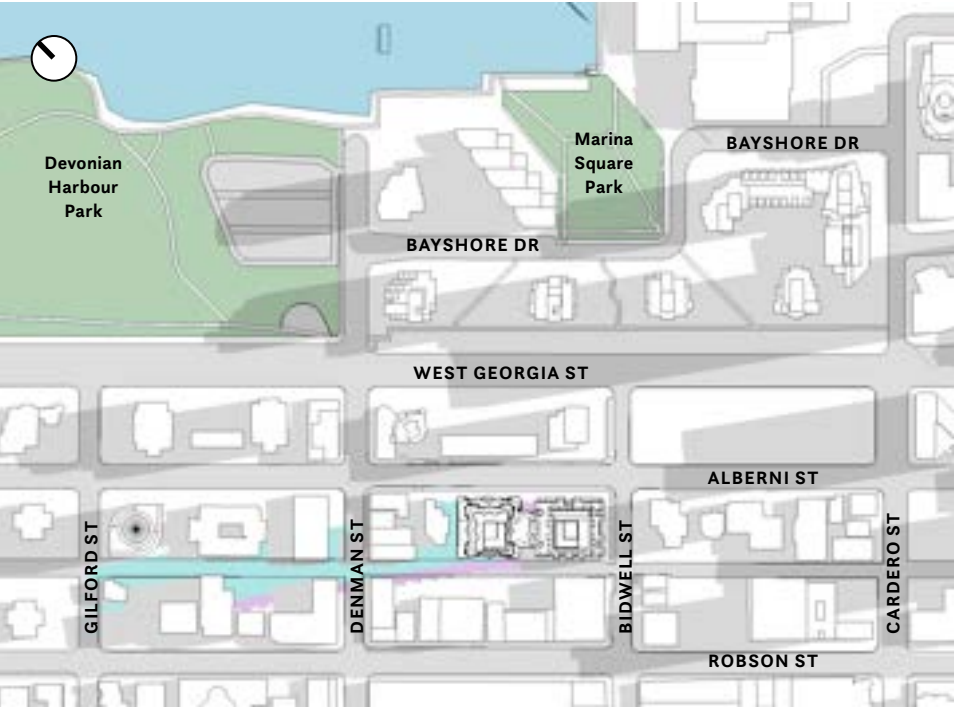 Devonian
Harbour
Park
Marina
Square
Park
BAYSHORE DR
BAYSHORE DR
WEST GEORGIA ST
ALBERNI ST
GILFORD ST
DENMAN ST
BIDWELL ST
CARDERO ST
ROBSON ST